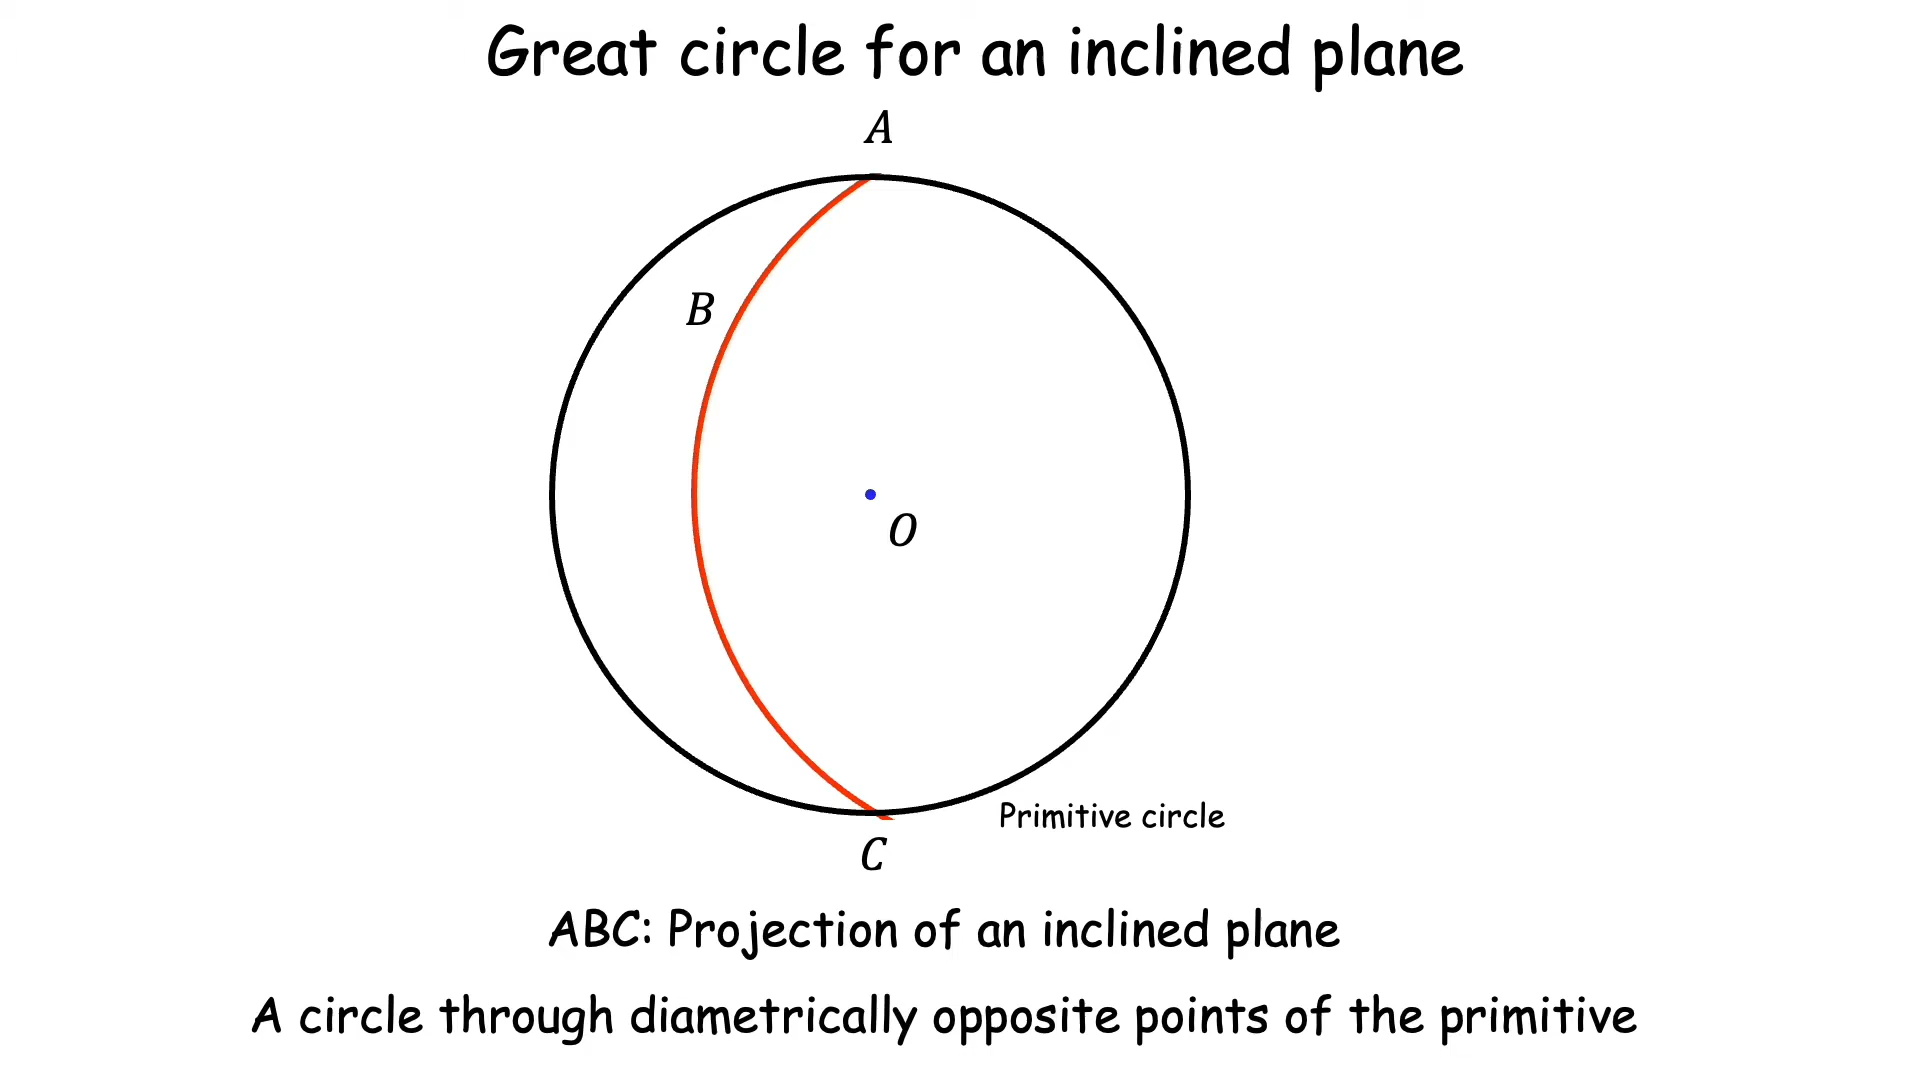 Great circle for an inclined plane
A
B
O
Primitive circle
C
ABC: Projection of an inclined plane
A circle through diametrically opposite points of the primitive